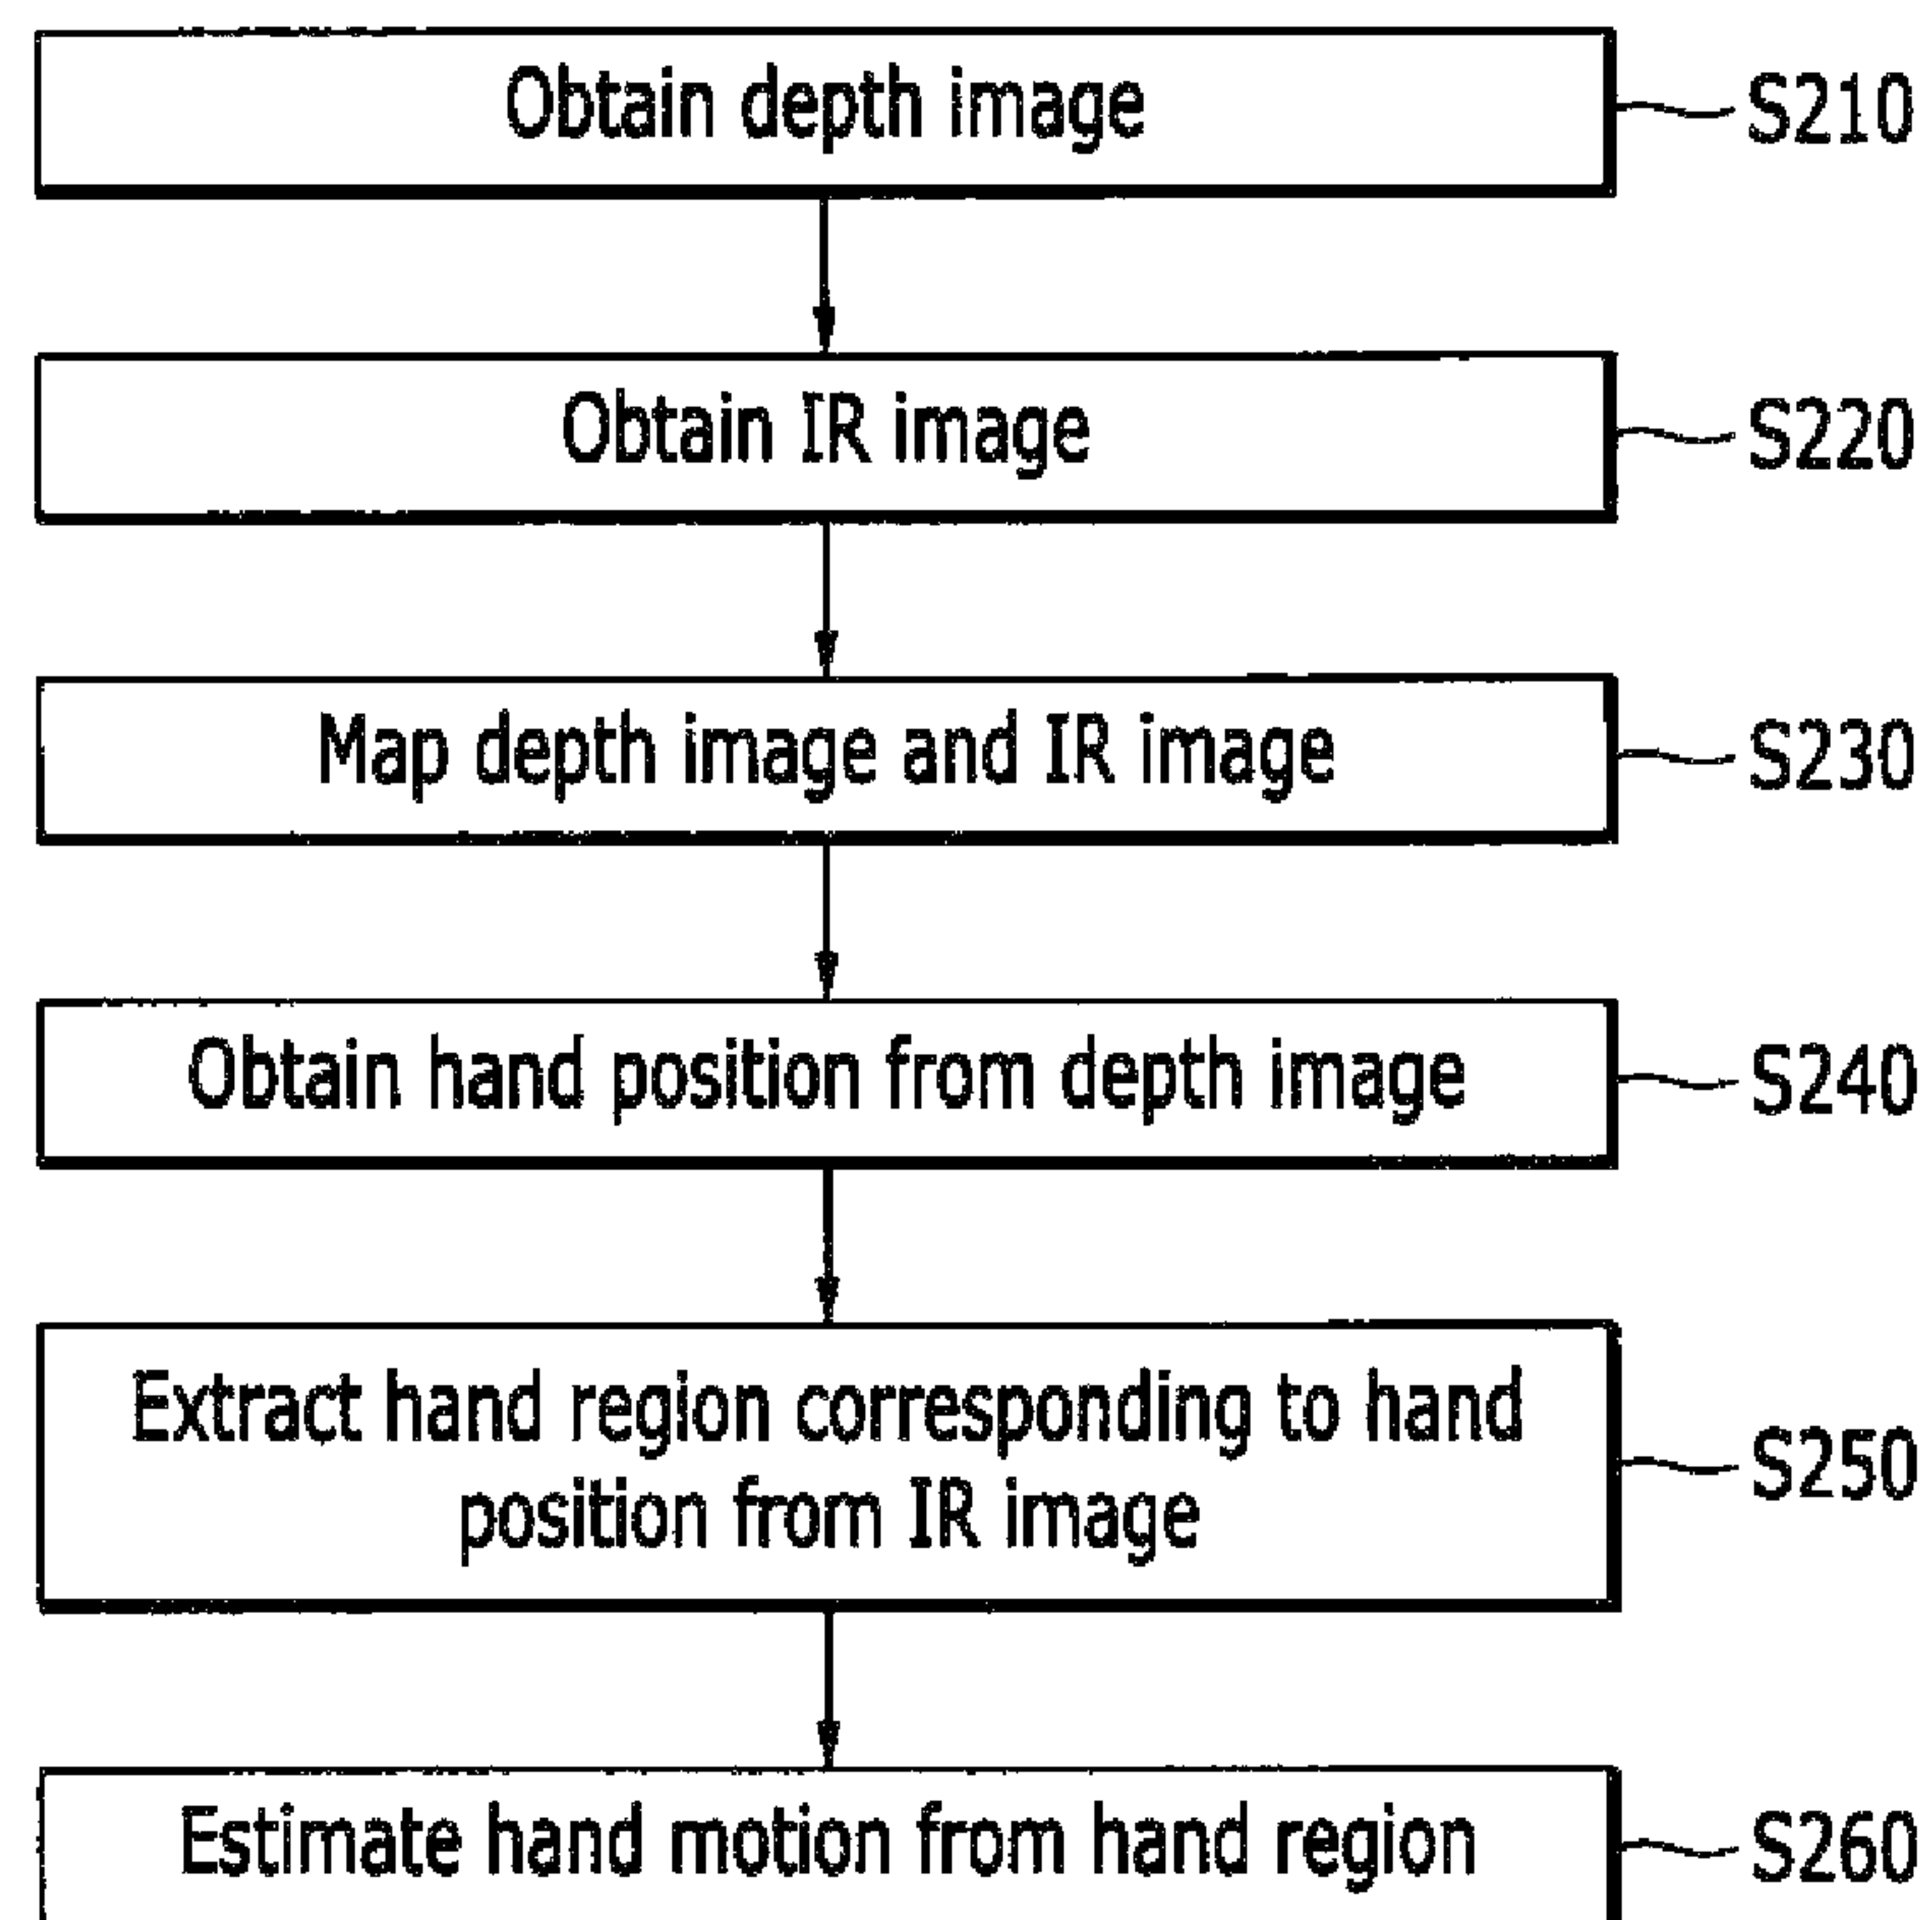 Obtain depth image
S210
Obtain IR image
S220
Map depth image and IR image
S230
Obtain hand position from depth image
S240
Extract hand region corresponding to hand
position from IR image
S250
Estimate hand motion from hand region
S260